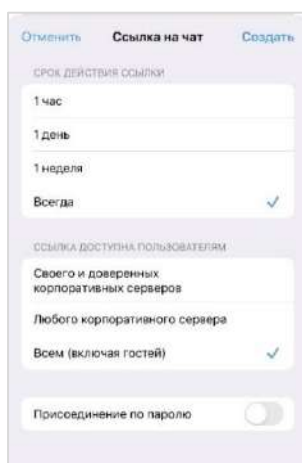 Отменить Ссылка на чат Создать
СРОК ДЕЙСТВИЯ ССЫЛКИ
1 час
1 день
1 неделя
Всегда
ССЫЛКА ДОСТУПНА ПОЛЬЗОВАТЕЛЯМ
Своего и доверенных
корпоративных серверов
Любого корпоративного сервера
Всем (включая гостей)
Присоединение по паролю